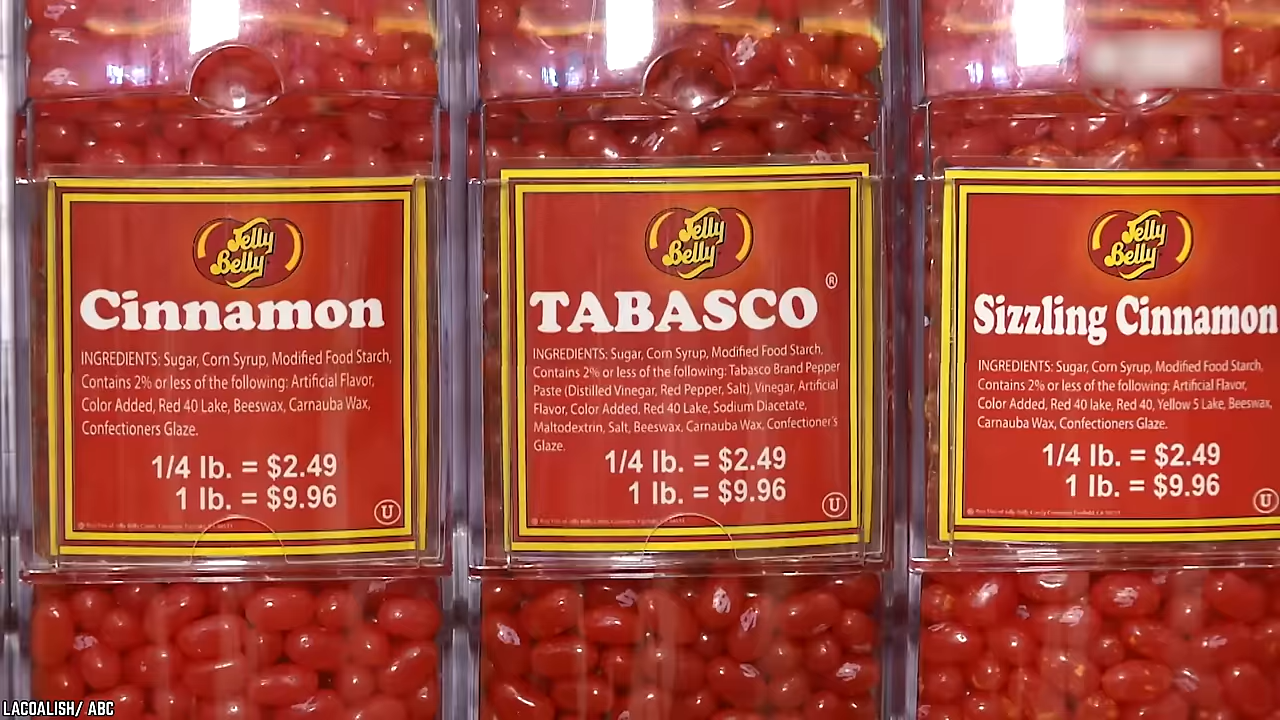 Jelly
Belly
Cinnamon
INGREDIENTS: Sugar, Corn Syrup, Modified Food Starch,
Contains 2% or less of the following: Artificial Flavor,
Color Added, Red 40 Lake, Beeswax, Carnauba Wax,
Confectioners Glaze.
1/4 lb. = $2.49
1 lb. = $9.96
U
Jelly
Belly
TABASCO ®
INGREDIENTS: Sugar, Corn Syrup, Modified Food Starch,
Contains 2% or less of the following: Tabasco Brand Pepper
Paste (Distilled Vinegar, Red Pepper, Salt), Vinegar, Artificial
Flavor, Color Added, Red 40 Lake, Sodium Diacetate,
Maltodextrin, Salt, Beeswax, Carnauba Wax, Confectioner's
Glaze.
1/4 lb. = $2.49
1 lb. = $9.96
U
Jelly
Belly
Sizzling Cinnamon
INGREDIENTS: Sugar, Corn Syrup, Modified Food Starch,
Contains 2% or less of the following: Artificial Flavor,
Color Added, Red 40 lake, Red 40, Yellow 5 Lake, Beeswax,
Carnauba Wax, Confectioners Glaze.
1/4 lb. = $2.49
1 lb. = $9.96
U
LACOALISH/ ABC